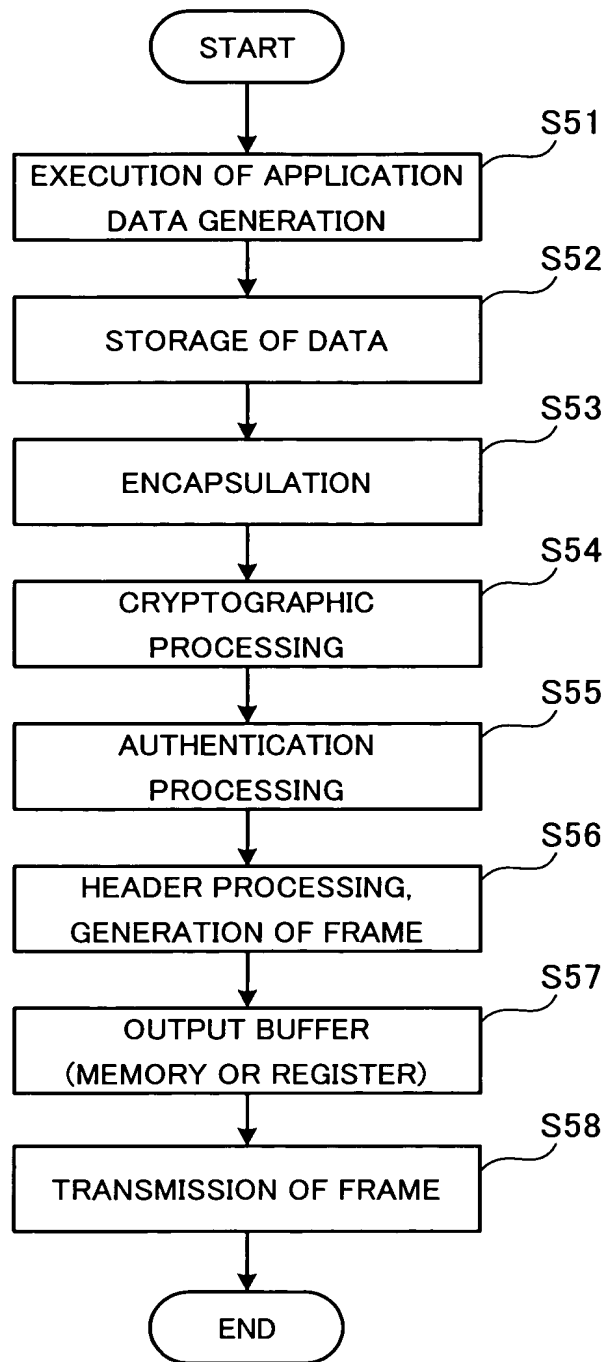 START
S51
EXECUTION OF APPLICATION
DATA GENERATION
S52
STORAGE OF DATA
S53
ENCAPSULATION
S54
CRYPTOGRAPHIC
PROCESSING
S55
AUTHENTICATION
PROCESSING
S56
HEADER PROCESSING,
GENERATION OF FRAME
S57
OUTPUT BUFFER
(MEMORY OR REGISTER)
S58
TRANSMISSION OF FRAME
END